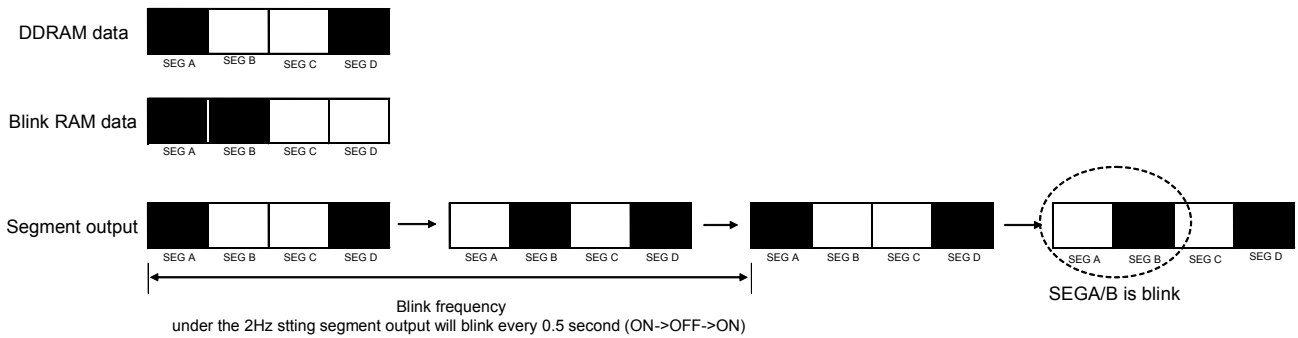 DDRAM data
SEG A SEG B SEG C SEG D
Blink RAM data
SEG A SEG B SEG C SEG D
Segment output
SEG A SEG B SEG C SEG D SEG A SEG B SEG C SEG D SEG A SEG B SEG C SEG D SEG A SEG B SEG C SEG D
SEGA/B is blink
Blink frequency
under the 2Hz stting segment output will blink every 0.5 second (ON->OFF->ON)